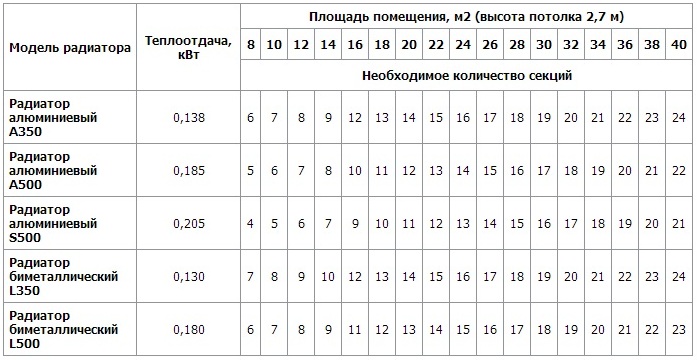 Модель радиатора Теплоотдача, кВт Площадь помещения, м2 (высота потолка 2,7 м)
8 10 12 14 16 18 20 22 24 26 28 30 32 34 36 38 40
Необходимое количество секций
Радиатор
алюминиевый
А350 0,138 6 7 8 9 12 13 14 15 16 17 18 19 20 21 22 23 24
Радиатор
алюминиевый
А500 0,185 5 6 7 8 10 11 12 13 14 15 16 17 18 19 20 21 22
Радиатор
алюминиевый
S500 0,205 4 5 6 7 9 10 11 12 13 14 15 16 17 18 19 20 21
Радиатор
биметаллический
L350 0,130 7 8 9 10 12 13 14 15 16 17 18 19 20 21 22 23 24
Радиатор
биметаллический
L500 0,180 6 7 8 9 11 12 13 14 15 16 17 18 19 20 21 22 23